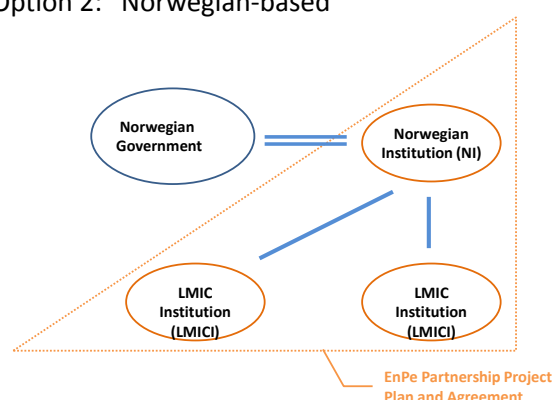 Option 2: Norwegian-based
Norwegian
Government
Norwegian
Institution (NI)
LMIC
Institution
(LMICI)
LMIC
Institution
(LMICI)
EnPe Partnership Project
Plan and Agreement